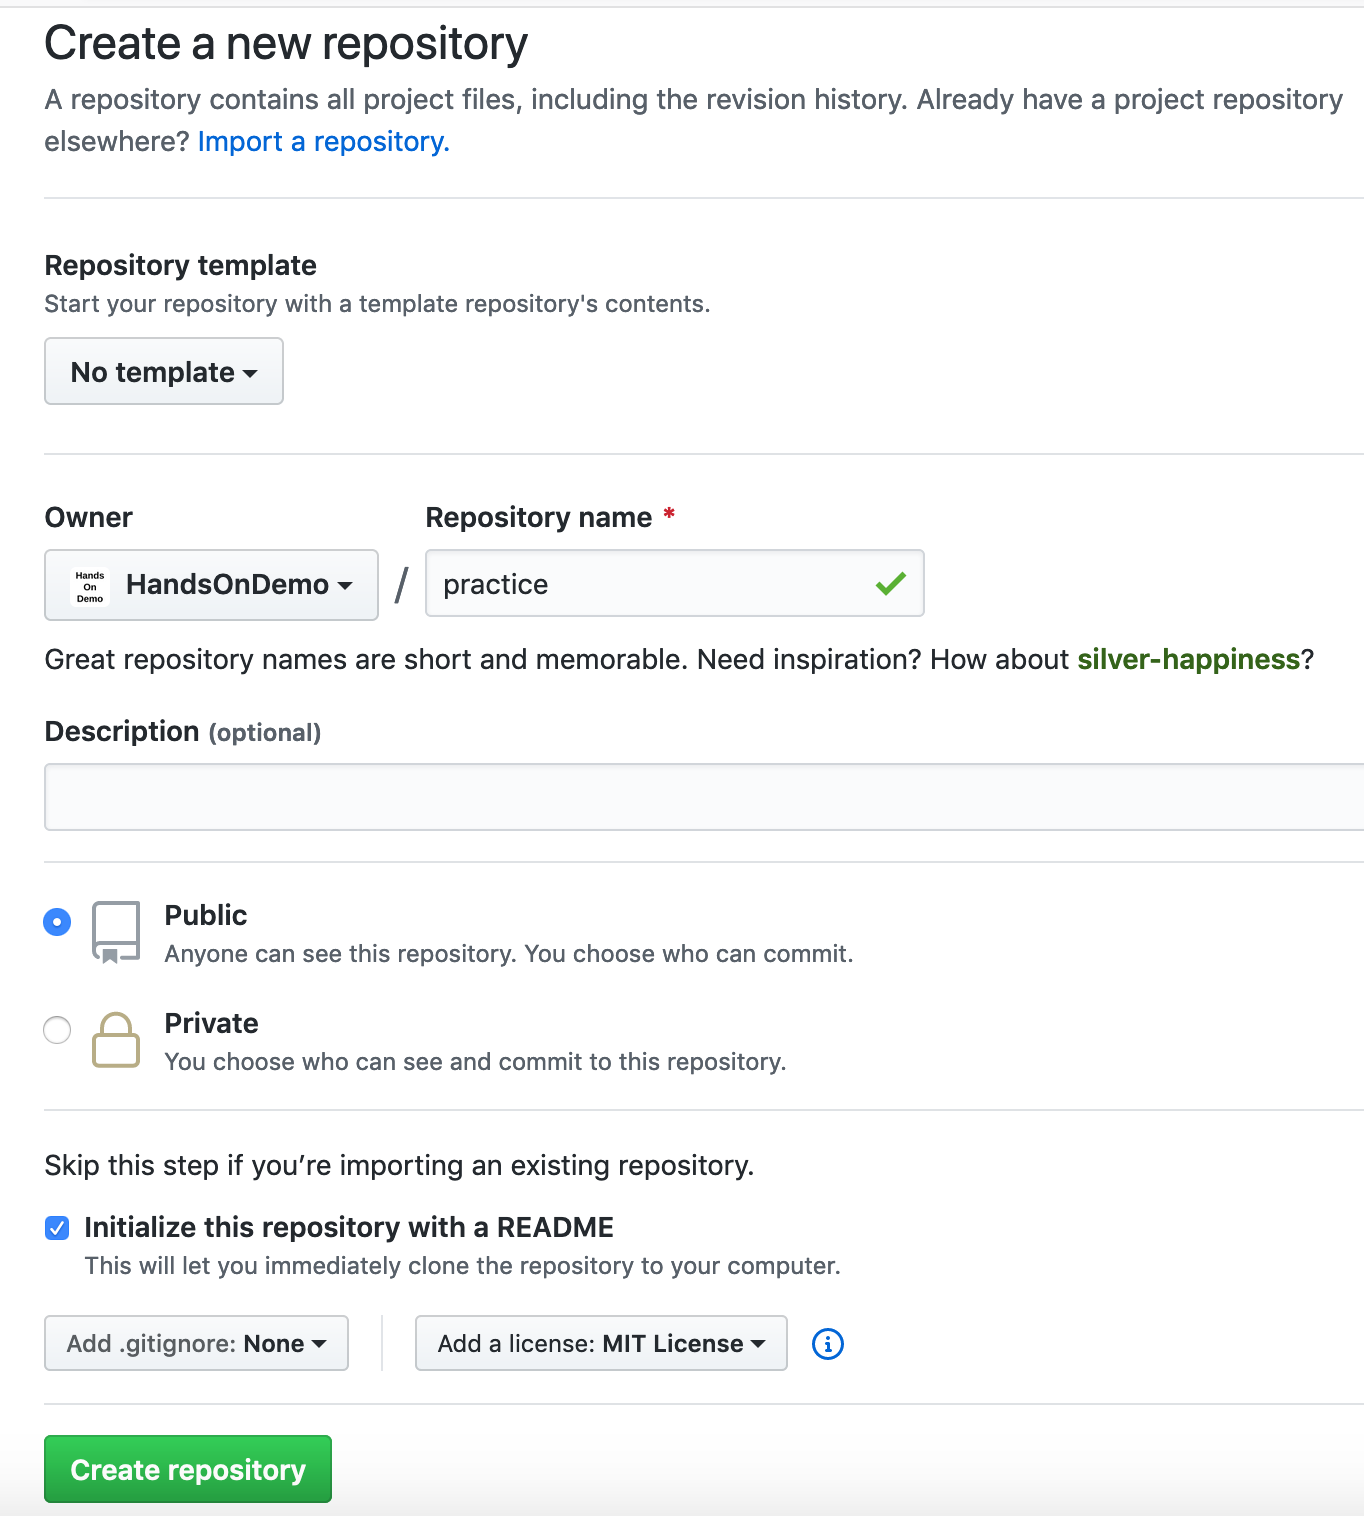 Create a new repository
A repository contains all project files, including the revision history. Already have a project repository
elsewhere? Import a repository.
Repository template
Start your repository with a template repository's contents.
No template
Owner
Repository name *
Hands
On
Demo
HandsOnDemo
/
practice
Great repository names are short and memorable. Need inspiration? How about silver-happiness?
Description (optional)
Public
Anyone can see this repository. You choose who can commit.
Private
You choose who can see and commit to this repository.
Skip this step if you’re importing an existing repository.
Initialize this repository with a README
This will let you immediately clone the repository to your computer.
Add .gitignore: None
Add a license: MIT License
Create repository